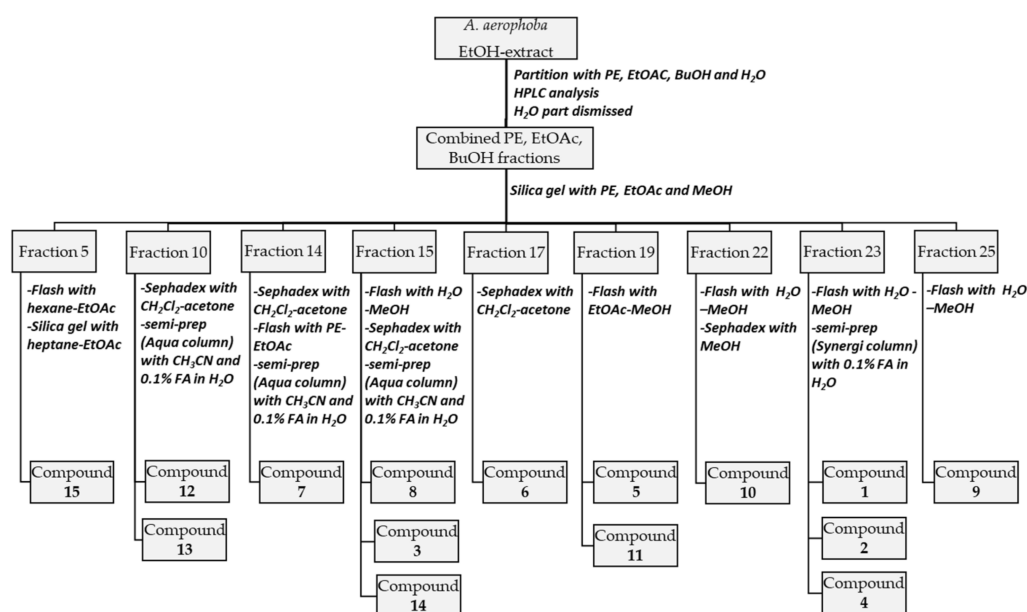 A. aerophoba
EtOH-extract
Partition with PE, EtOAC, BuOH and H₂O
HPLC analysis
H₂O part dismissed
Combined PE, EtOAc,
BuOH fractions
Silica gel with PE, EtOAc and MeOH
Fraction 5
-Flash with
hexane-EtOAc
-Silica gel with
heptane-EtOAc
Compound
15
Fraction 10
-Sephadex with
CH₂Cl₂-acetone
-semi-prep
(Aqua column)
with CH₃CN and
0.1% FA in H₂O
Compound
12
Compound
13
Fraction 14
-Sephadex with
CH₂Cl₂-acetone
-Flash with PE-
EtOAc
-semi-prep
(Aqua column)
with CH₃CN and
0.1% FA in H₂O
Compound
7
Fraction 15
-Flash with H₂O
-MeOH
-Sephadex with
CH₂Cl₂-acetone
-semi-prep
(Aqua column)
with CH₃CN and
0.1% FA in H₂O
Compound
8
Compound
3
Compound
14
Fraction 17
-Sephadex with
CH₂Cl₂-acetone
Compound
6
Fraction 19
-Flash with
EtOAc-MeOH
Compound
5
Compound
11
Fraction 22
-Flash with H₂O
–MeOH
-Sephadex with
MeOH
Compound
10
Fraction 23
-Flash with H₂O -
MeOH
-semi-prep
(Synergi column)
with 0.1% FA in
H₂O
Compound
1
Compound
2
Compound
4
Fraction 25
-Flash with H₂O
–MeOH
Compound
9